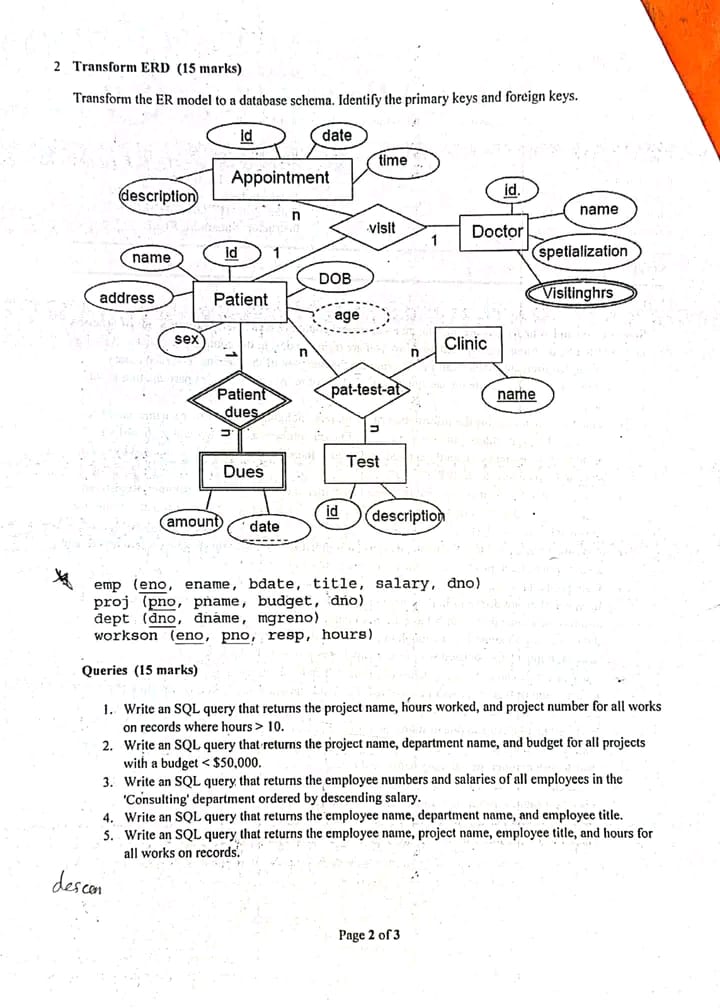 2 Transform ERD (15 marks)
Transform the ER model to a database schema. Identify the primary keys and foreign keys.
id
date
time
Appointment
description
n
visit
1
id.
name
Doctor
spetialization
Visitinghrs
name
id
1
DOB
address
Patient
age
sex
1
n
n
Clinic
name
Patient
dues
pat-test-at
n
n
Dues
Test
amount
date
id
description
emp (eno, ename, bdate, title, salary, dno)
proj (pno, pname, budget, dno)
dept (dno, dname, mgreno)
workson (eno, pno, resp, hours)
Queries (15 marks)
1. Write an SQL query that returns the project name, hours worked, and project number for all works
on records where hours > 10.
2. Write an SQL query that returns the project name, department name, and budget for all projects
with a budget < $50,000.
3. Write an SQL query that returns the employee numbers and salaries of all employees in the
'Consulting' department ordered by descending salary.
4. Write an SQL query that returns the employee name, department name, and employee title.
5. Write an SQL query that returns the employee name, project name, employee title, and hours for
all works on records.
Page 2 of 3